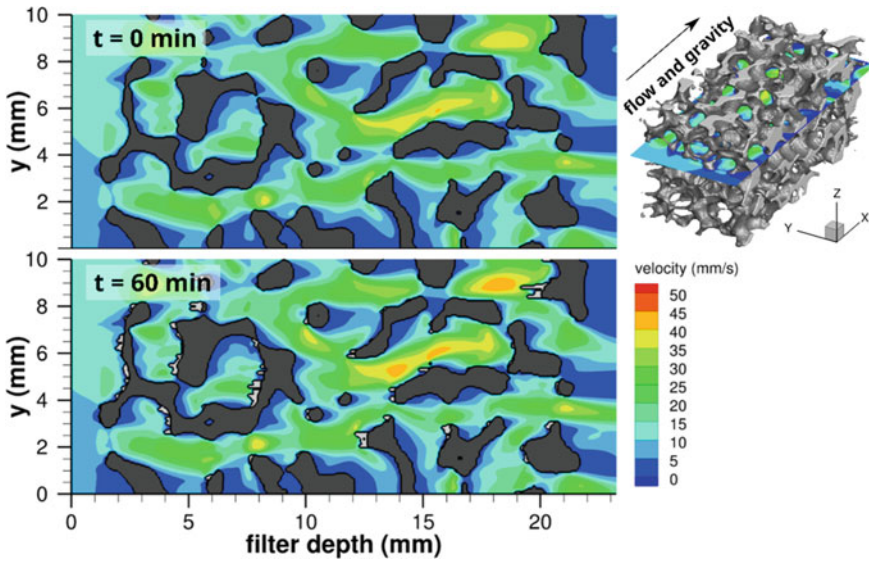 10
8
6
4
2
y (mm)
t = 0 min
10
8
6
4
2
0
y (mm)
t = 60 min
0
5
10
15
20
filter depth (mm)
flow and gravity
Z
Y
X
velocity (mm/s)
50
45
40
35
30
25
20
15
10
5
0